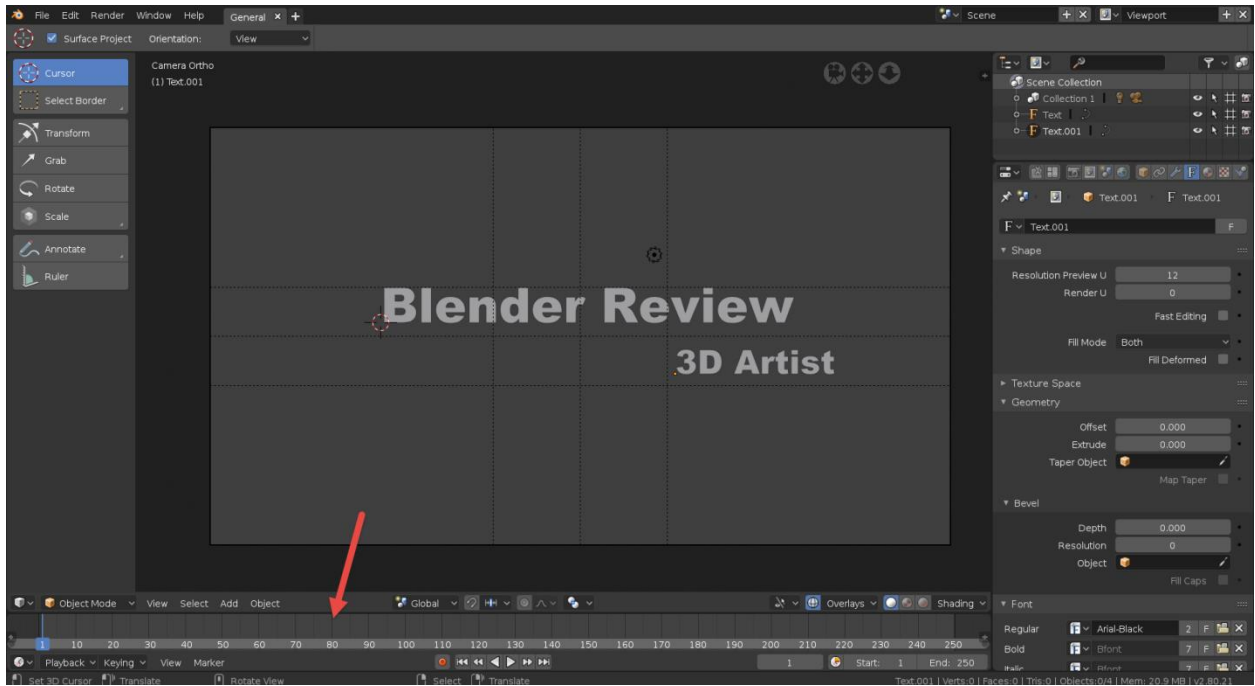 File Edit Render Window Help General Scene Viewport
Surface Project Orientation: View
Cursor
Select Border
Transform
Grab
Rotate
Scale
Annotate
Ruler
Camera Ortho
(1) Text.001
Blender Review
3D Artist
Scene Collection
Collection 1
Text
Text.001
Text.001 F Text.001
F Text.001 F
Shape
Resolution Preview U 12
Render U 0
Fast Editing
Fill Mode Both
Fill Deformed
Texture Space
Geometry
Offset 0.000
Extrude 0.000
Taper Object
Map Taper
Bevel
Depth 0.000
Resolution 0
Object
Fill Caps
Font
Regular Arial-Black 2 F
Bold Bfont 7 F
Italic Bfont 7 F
Object Mode View Select Add Object Global Overlays Shading
1 10 20 30 40 50 60 70 80 90 100 110 120 130 140 150 160 170 180 190 200 210 220 230 240 250
Playback Keying View Marker 1 Start: 1 End: 250
Set 3D Cursor Translate Rotate View Select Translate Text.001 | Verts:0 | Faces:0 | Tris:0 | Objects:0/4 | Mem: 20.9 MB | v2.80.21